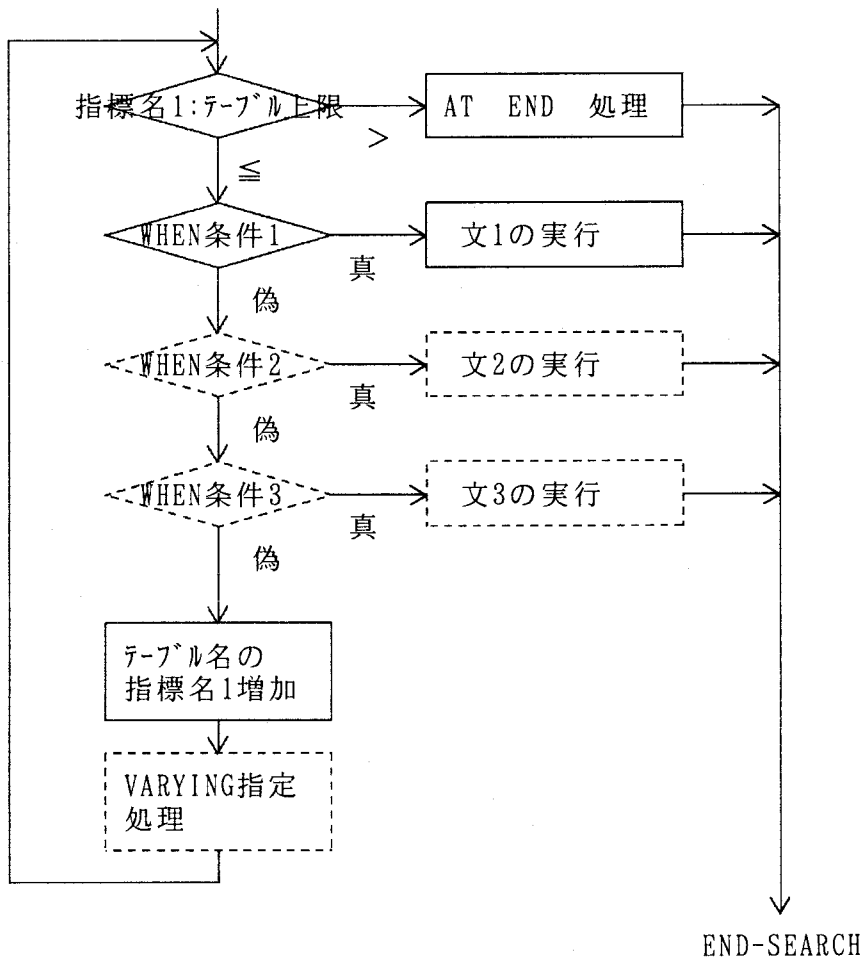 指標名1:ﾃｰﾌﾞﾙ上限
>
AT END 処理
≦
WHEN条件1
真
文1の実行
偽
WHEN条件2
真
文2の実行
偽
WHEN条件3
真
文3の実行
偽
ﾃｰﾌﾞﾙ名の
指標名1増加
VARYING指定
処理
END-SEARCH